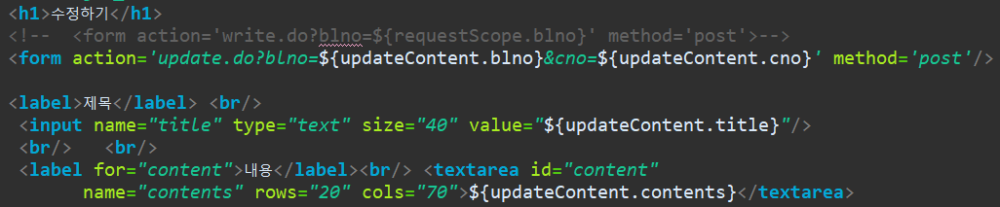 <h1>수정하기</h1>
<!--  <form action='write.do?blno=${requestScope.blno}' method='post'>-->
<form action='update.do?blno=${updateContent.blno}&cno=${updateContent.cno}' method='post'/>
<label>제목</label> <br/>
<input name="title" type="text" size="40" value="${updateContent.title}"/>
<br/>  <br/>
<label for="content">내용</label><br/> <textarea id="content"
name="contents" rows="20" cols="70">${updateContent.contents}</textarea>